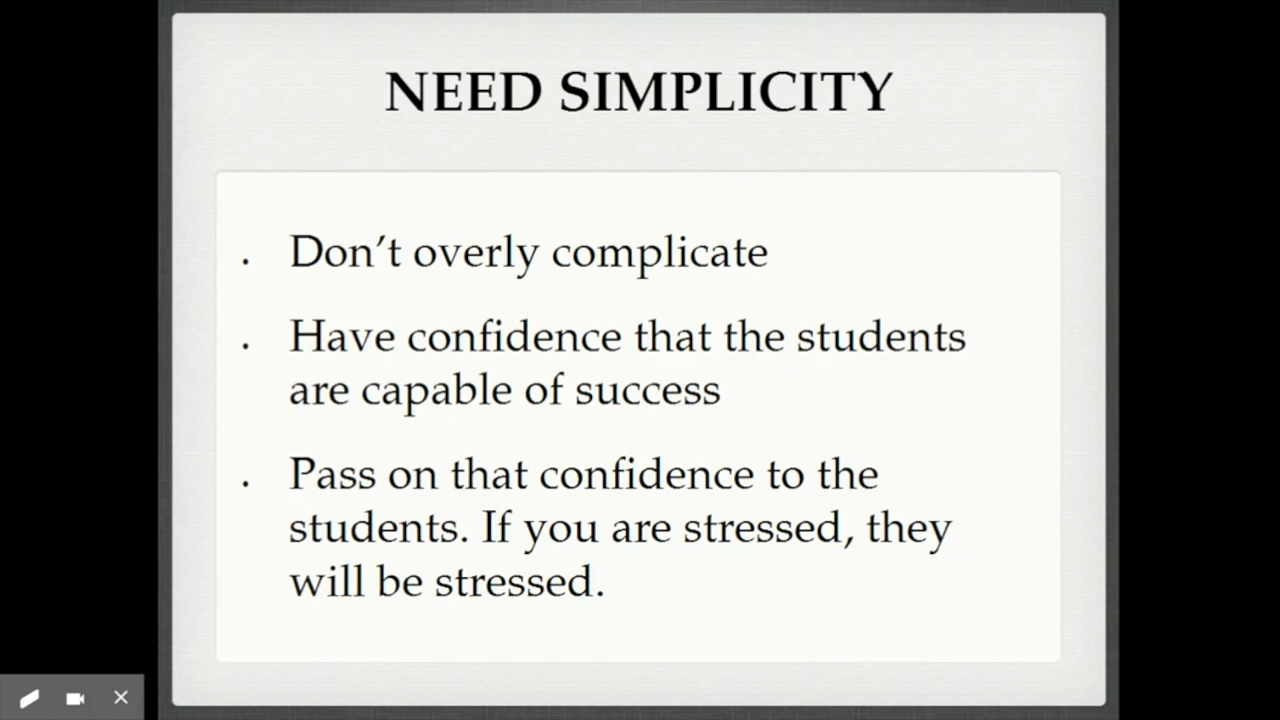 NEED SIMPLICITY
. Don’t overly complicate
. Have confidence that the students
are capable of success
. Pass on that confidence to the
students. If you are stressed, they
will be stressed.